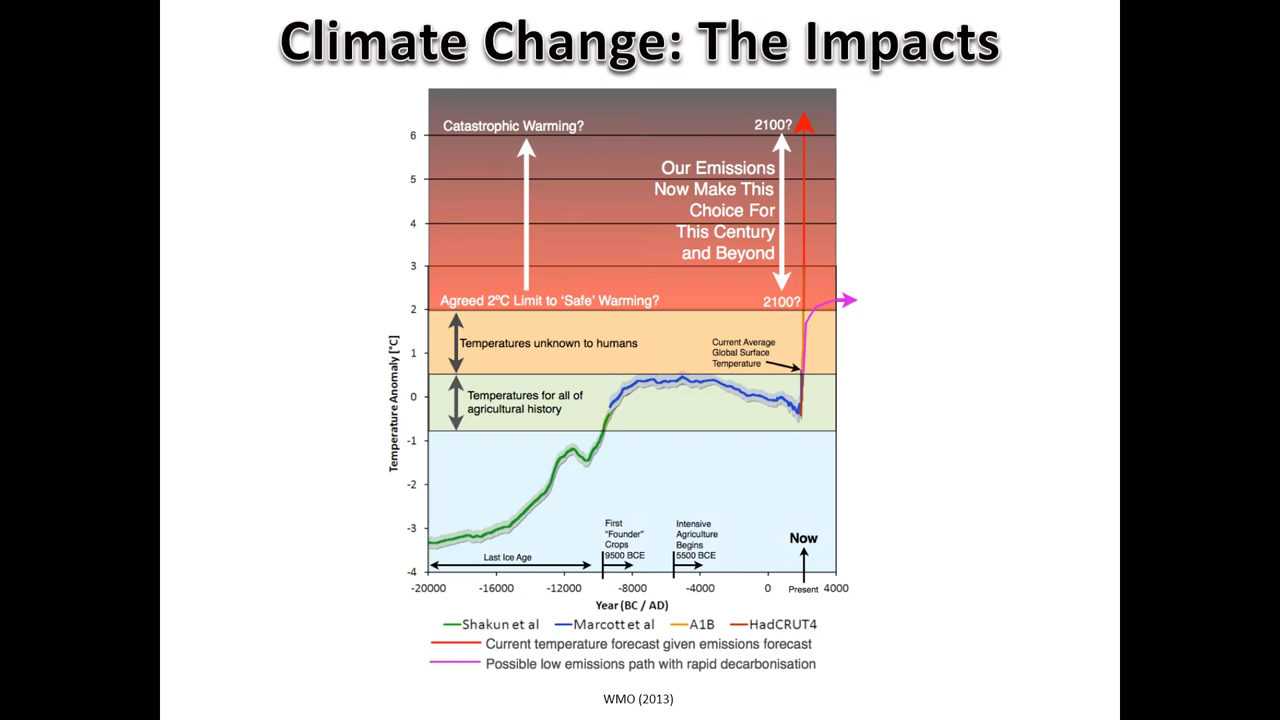 Climate Change: The Impacts
Catastrophic Warming?
2100?
Our Emissions
Now Make This
Choice For
This Century
and Beyond
Agreed 2ºC Limit to ‘Safe’ Warming?
2100?
Temperatures unknown to humans
Current Average
Global Surface
Temperature
Temperatures for all of
agricultural history
Temperature Anomaly [°C]
6
5
4
3
2
1
0
-1
-2
-3
-4
First
"Founder"
Crops
9500 BCE
Intensive
Agriculture
Begins
5500 BCE
Now
Last Ice Age
-20000 -16000 -12000 -8000 -4000 0 Present 4000
Year (BC / AD)
Shakun et al Marcott et al A1B HadCRUT4
Current temperature forecast given emissions forecast
Possible low emissions path with rapid decarbonisation
WMO (2013)